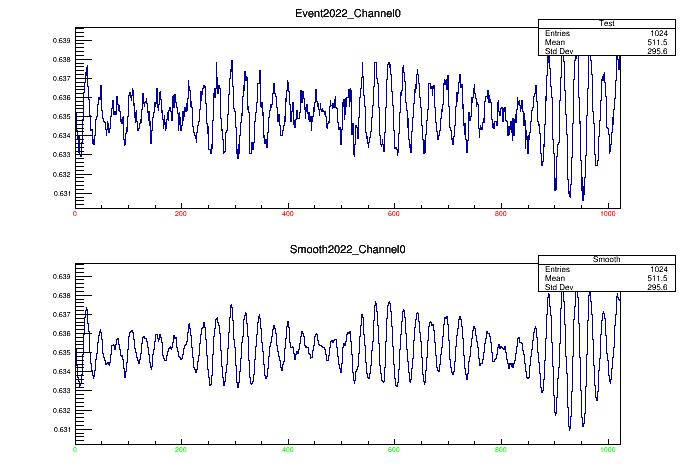 Event2022_Channel0
Test
Entries 1024
Mean 511.5
Std Dev 295.6
0.639
0.638
0.637
0.636
0.635
0.634
0.633
0.632
0.631
0 200 400 600 800 1000
Smooth2022_Channel0
Smooth
Entries 1024
Mean 511.5
Std Dev 295.6
0.639
0.638
0.637
0.636
0.635
0.634
0.633
0.632
0.631
0 200 400 600 800 1000